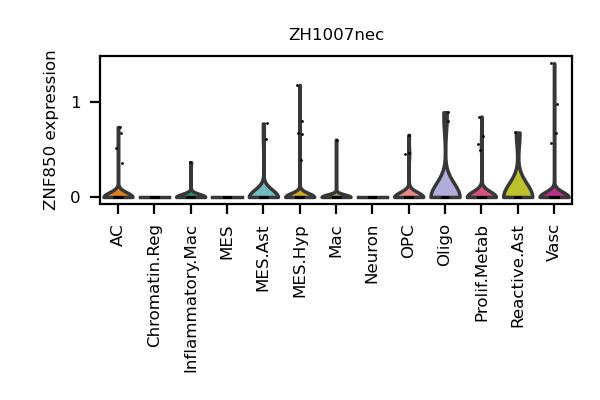 ZH1007nec
ZNF850 expression
1
0
AC
Chromatin.Reg
Inflammatory.Mac
MES
MES.Ast
MES.Hyp
Mac
Neuron
OPC
Oligo
Prolif.Metab
Reactive.Ast
Vasc